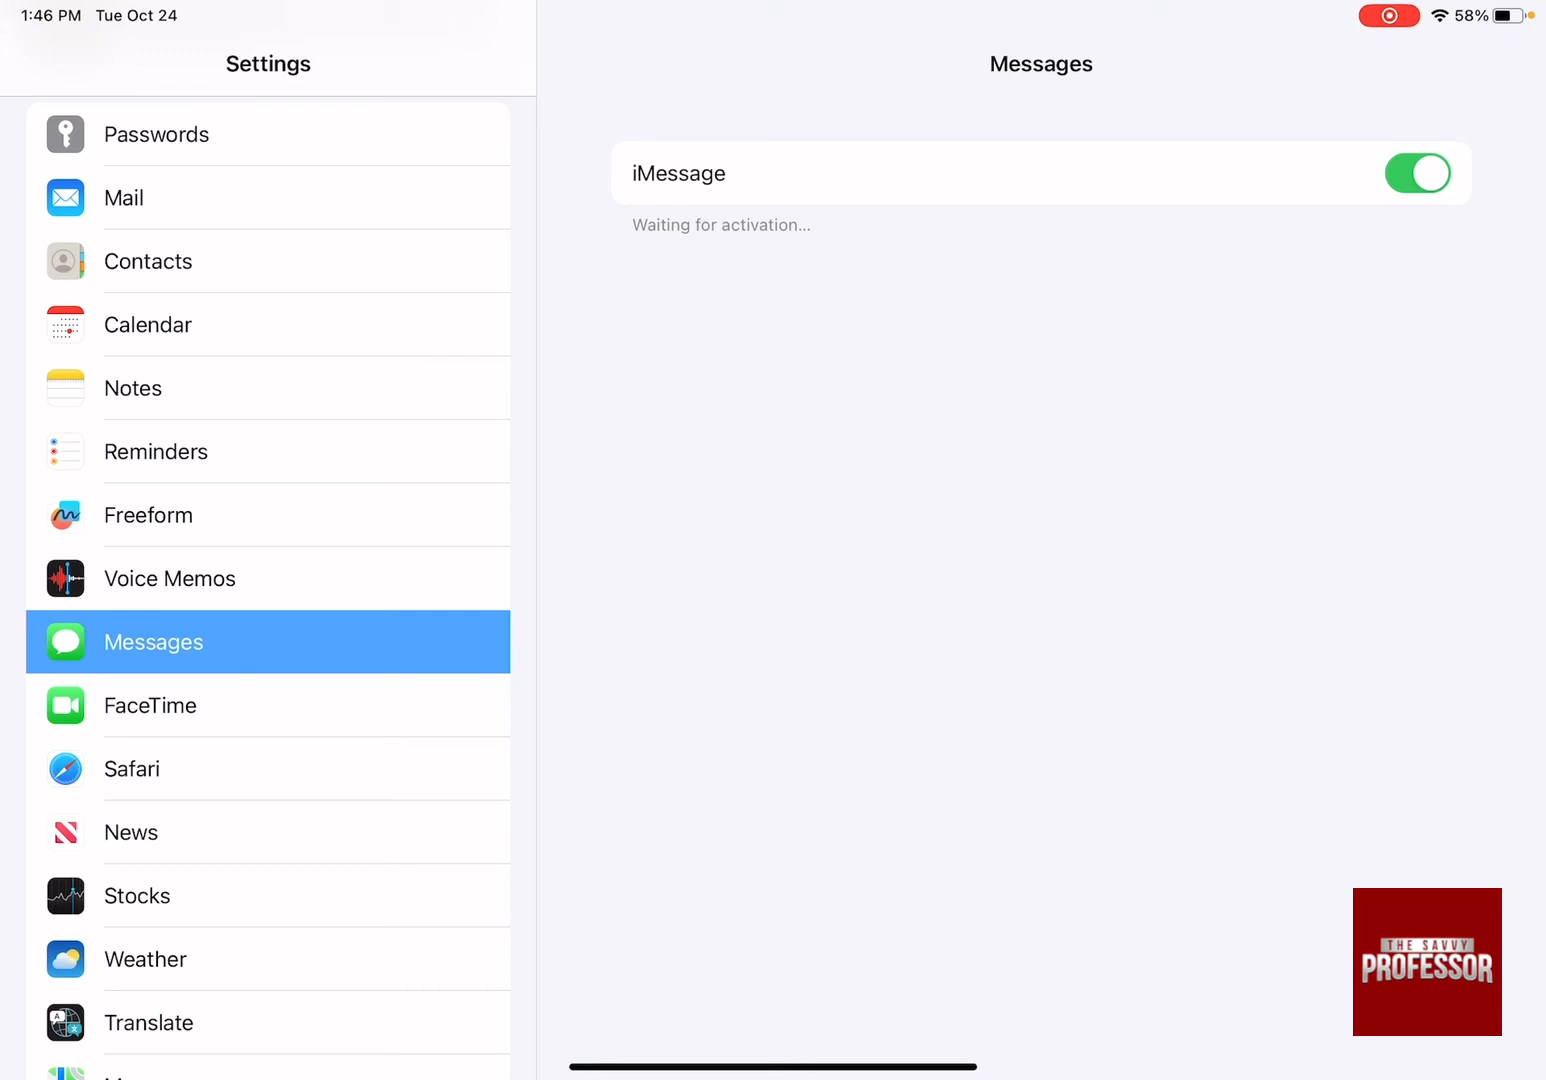 1:46 PM Tue Oct 24
58%
Settings
Messages
Passwords
Mail
Contacts
Calendar
Notes
Reminders
Freeform
Voice Memos
Messages
FaceTime
Safari
News
Stocks
Weather
Translate
iMessage
Waiting for activation...
THE SAVVY
PROFESSOR